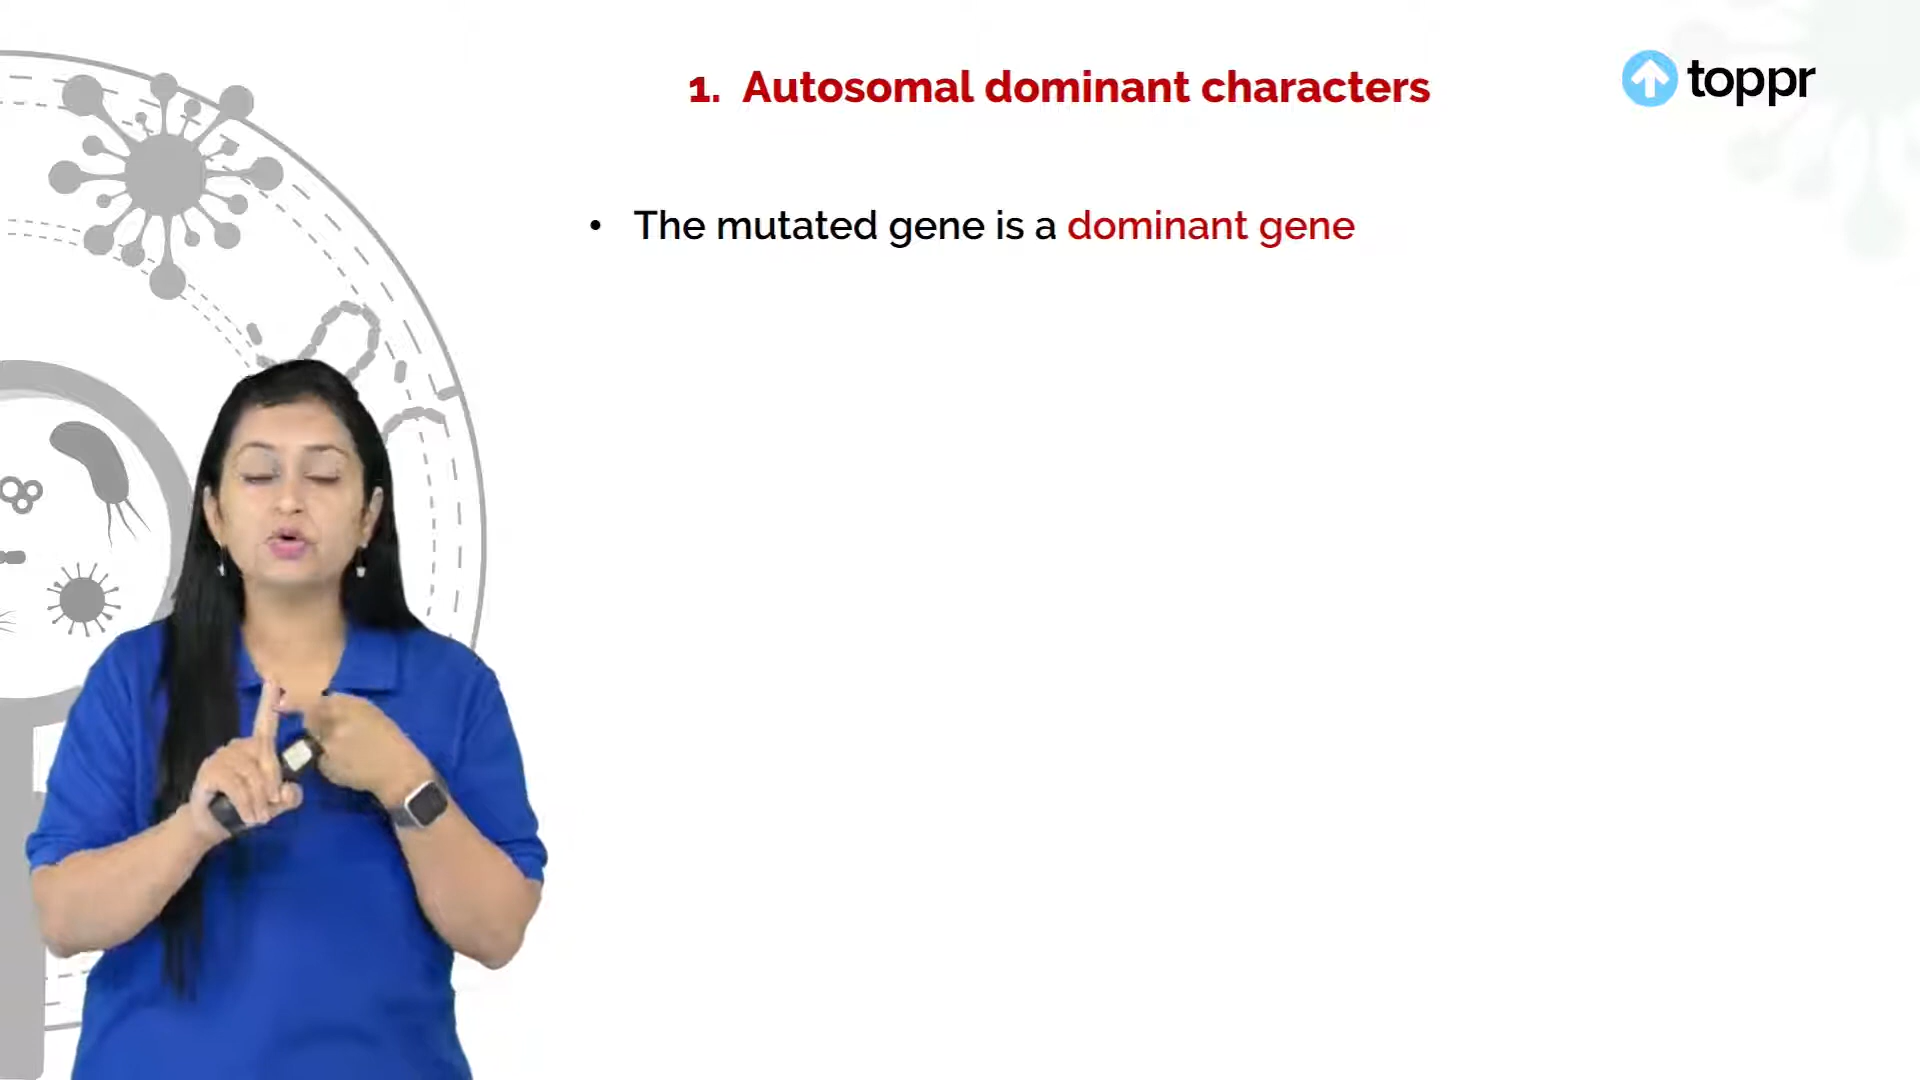 1. Autosomal dominant characters
toppr
• The mutated gene is a dominant gene